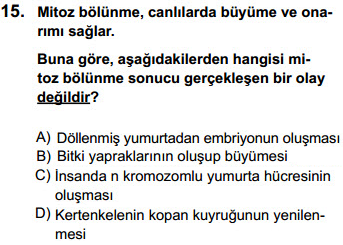 15. Mitoz bölünme, canlılarda büyüme ve ona-
rımı sağlar.
Buna göre, aşağıdakilerden hangisi mi-
toz bölünme sonucu gerçekleşen bir olay
değildir?
A) Döllenmiş yumurtadan embriyonun oluşması
B) Bitki yapraklarının oluşup büyümesi
C) İnsanda n kromozomlu yumurta hücresinin
oluşması
D) Kertenkelenin kopan kuyruğunun yenilen-
mesi